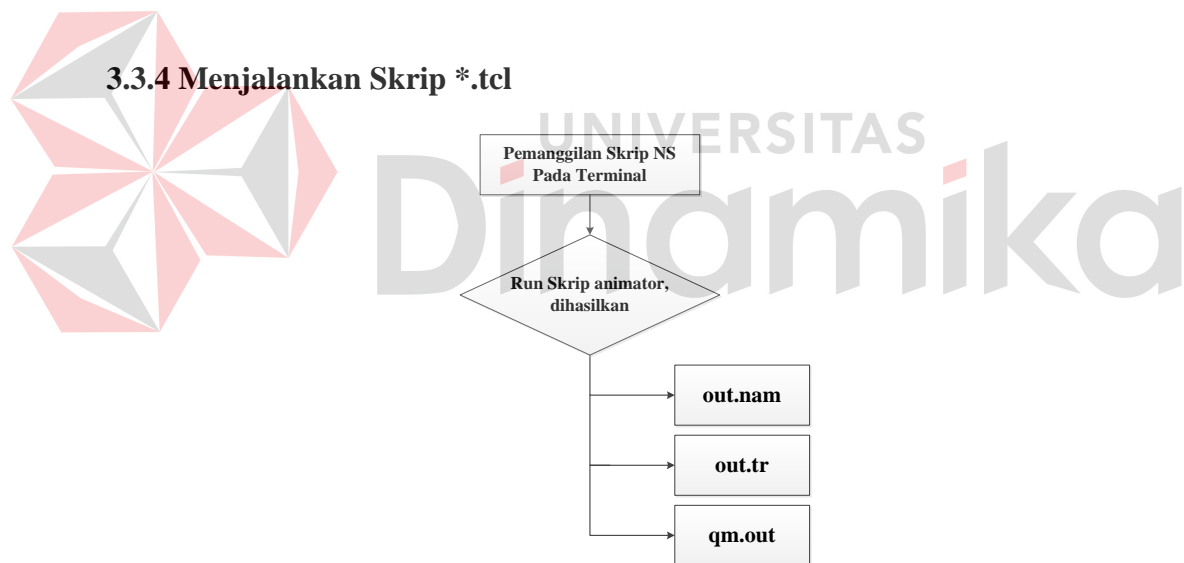 3.3.4 Menjalankan Skrip *.tcl
UNIVERSITAS
Dinamika
Pemanggilan Skrip NS
Pada Terminal
Run Skrip animator,
dihasilkan
out.nam
out.tr
qm.out